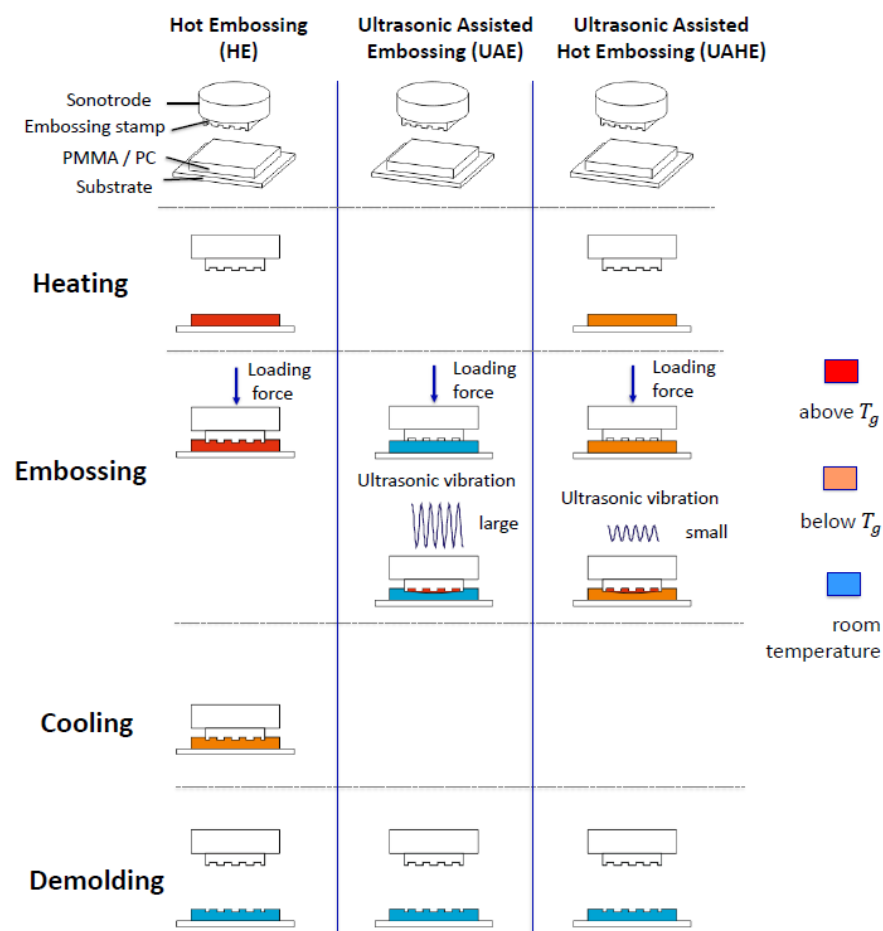 Hot Embossing
(HE)
Ultrasonic Assisted
Embossing (UAE)
Ultrasonic Assisted
Hot Embossing (UAHE)
Sonotrode
Embossing stamp
PMMA / PC
Substrate
Heating
Loading
force
Loading
force
Loading
force
above Tg
Embossing
Ultrasonic vibration
large
Ultrasonic vibration
small
below Tg
room
temperature
Cooling
Demolding